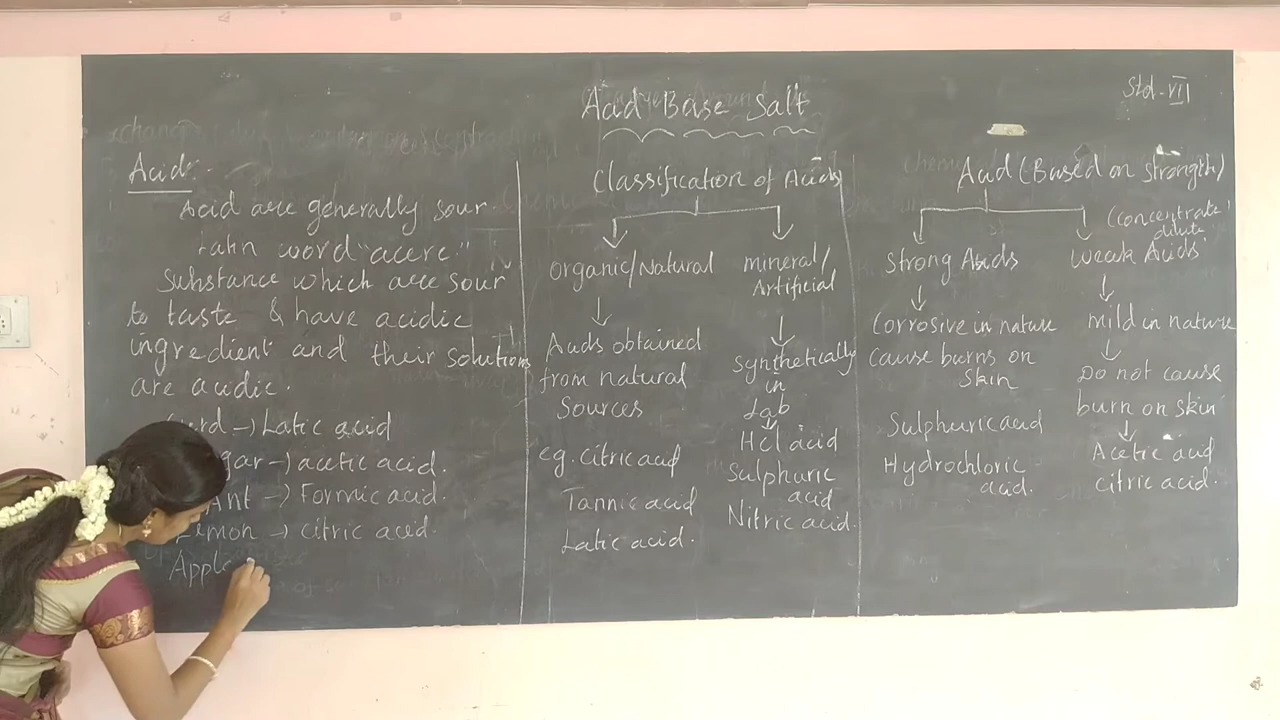 Acid Base Salt
Std-VII
Acid:
Acid are generally sour.
Latin word "acere"
Substance which are sour
to taste & have acidic
ingredient and their solutions
are acidic.
→ Latic acid
→ acetic acid.
Ant → Formic acid.
Lemon → citric acid.
Apple
Classification of Acids
Organic/Natural
Acids obtained
from natural
Sources
eg. citric acid
Tannic acid
Latic acid.
mineral/
Artificial
Synthetically
in
Lab
Hcl acid
Sulphuric
acid
Nitric acid.
Acid (Based on strength)
Strong Acids
Corrosive in nature
cause burns on
skin
Sulphuric acid
Hydrochloric
acid.
(concentrate
dilute
weak Acids
mild in nature
Do not cause
burn on skin
Acetic acid
citric acid.